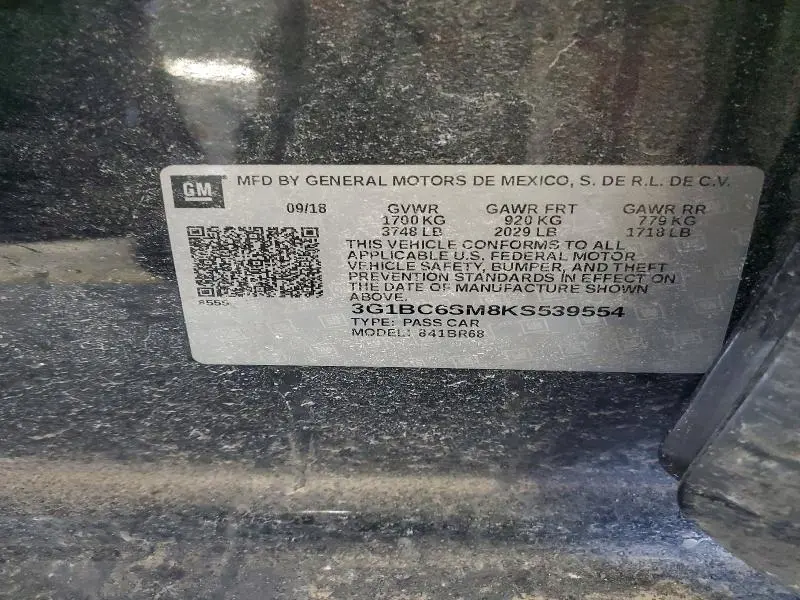 GM MFD BY GENERAL MOTORS DE MEXICO, S. DE R.L. DE C.V.
09/18 GVWR GAWR FRT GAWR RR
1700 KG 920 KG 779 KG
3748 LB 2029 LB 1718 LB
THIS VEHICLE CONFORMS TO ALL
APPLICABLE U.S. FEDERAL MOTOR
VEHICLE SAFETY, BUMPER, AND THEFT
PREVENTION STANDARDS IN EFFECT ON
THE DATE OF MANUFACTURE SHOWN
ABOVE.
8555
3G1BC6SM8KS539554
TYPE: PASS CAR
MODEL: 841BR68